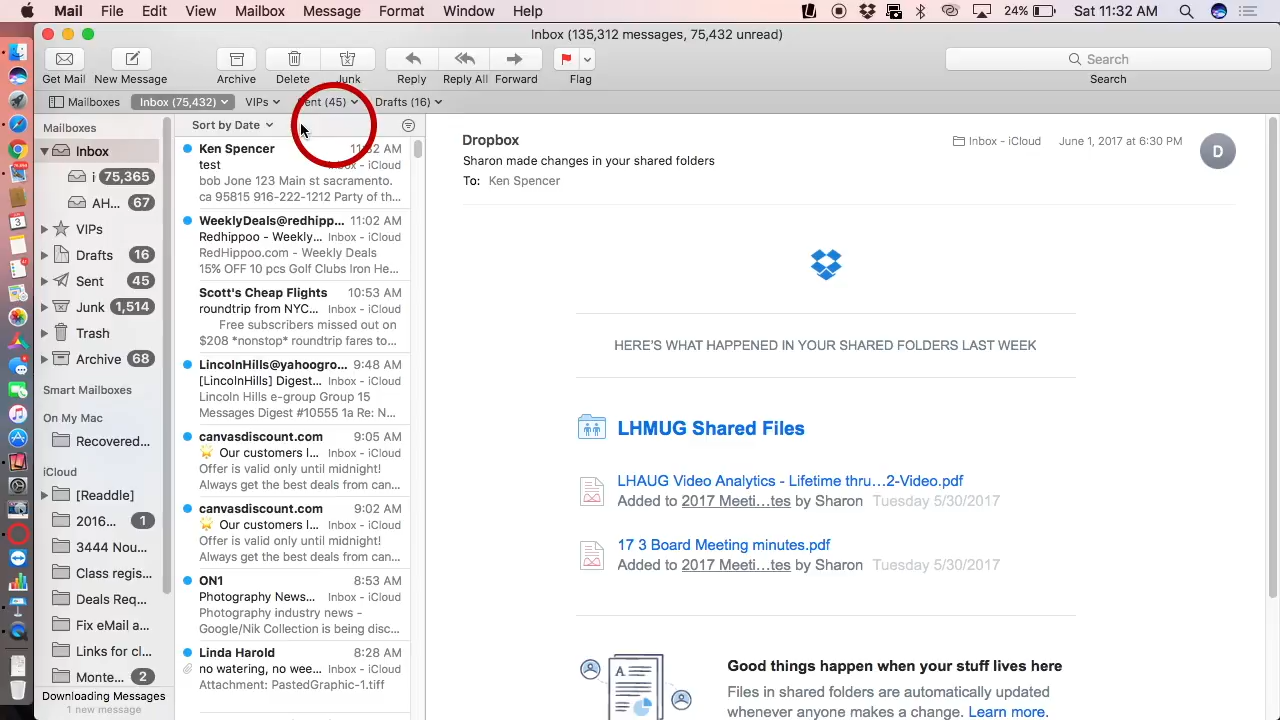 Mail File Edit View Mailbox Message Format Window Help 24% Sat 11:32 AM
Inbox (135,312 messages, 75,432 unread)
Get Mail New Message Archive Delete Junk Reply Reply All Forward Flag Search
Search
Mailboxes Inbox (75,432) VIPs Sent (45) Drafts (16)
Mailboxes
Inbox
i 75,365
AH... 67
VIPs
Drafts 16
Sent 45
Junk 1,514
Trash
Archive 68
Smart Mailboxes
On My Mac
Recovered...
iCloud
[Readdle]
2016... 1
3444 Nou...
Class regis...
Deals Req...
Fix eMail a...
Links for cl...
Monte... 2
Downloading Messages
1 new message
Sort by Date
Ken Spencer
test - iCloud
bob Jone 123 Main st sacramento.
ca 95815 916-222-1212 Party of th...
WeeklyDeals@redhipp... 11:02 AM
Redhippoo - Weekly... Inbox - iCloud
RedHippoo.com - Weekly Deals
15% OFF 10 pcs Golf Clubs Iron He...
Scott's Cheap Flights 10:53 AM
roundtrip from NYC... Inbox - iCloud
Free subscribers missed out on
$208 *nonstop* roundtrip fares to...
LincolnHills@yahoogro... 9:48 AM
[LincolnHills] Digest... Inbox - iCloud
Lincoln Hills e-group Group 15
Messages Digest #10555 1a Re: N...
canvasdiscount.com 9:05 AM
🌟 Our customers l... Inbox - iCloud
Offer is valid only until midnight!
Always get the best deals from can...
canvasdiscount.com 9:02 AM
🌟 Our customers l... Inbox - iCloud
Offer is valid only until midnight!
Always get the best deals from can...
ON1 8:53 AM
Photography News... Inbox - iCloud
Photography industry news -
Google/Nik Collection is being disc...
Linda Harold 8:28 AM
no watering, no wee... Inbox - iCloud
Attachment: PastedGraphic-1.tiff
Dropbox Inbox - iCloud June 1, 2017 at 6:30 PM
D
Sharon made changes in your shared folders
To: Ken Spencer
HERE'S WHAT HAPPENED IN YOUR SHARED FOLDERS LAST WEEK
LHMUG Shared Files
LHAUG Video Analytics - Lifetime thru...2-Video.pdf
Added to 2017 Meeti...tes by Sharon Tuesday 5/30/2017
17 3 Board Meeting minutes.pdf
Added to 2017 Meeti...tes by Sharon Tuesday 5/30/2017
A
Good things happen when your stuff lives here
Files in shared folders are automatically updated
whenever anyone makes a change. Learn more.